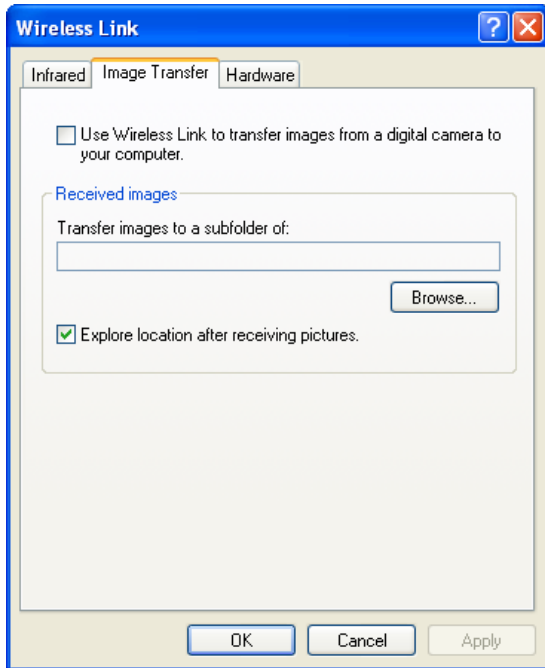 Wireless Link
Infrared
Image Transfer
Hardware
Use Wireless Link to transfer images from a digital camera to
your computer.
Received images
Transfer images to a subfolder of:
Browse...
Explore location after receiving pictures.
OK
Cancel
Apply